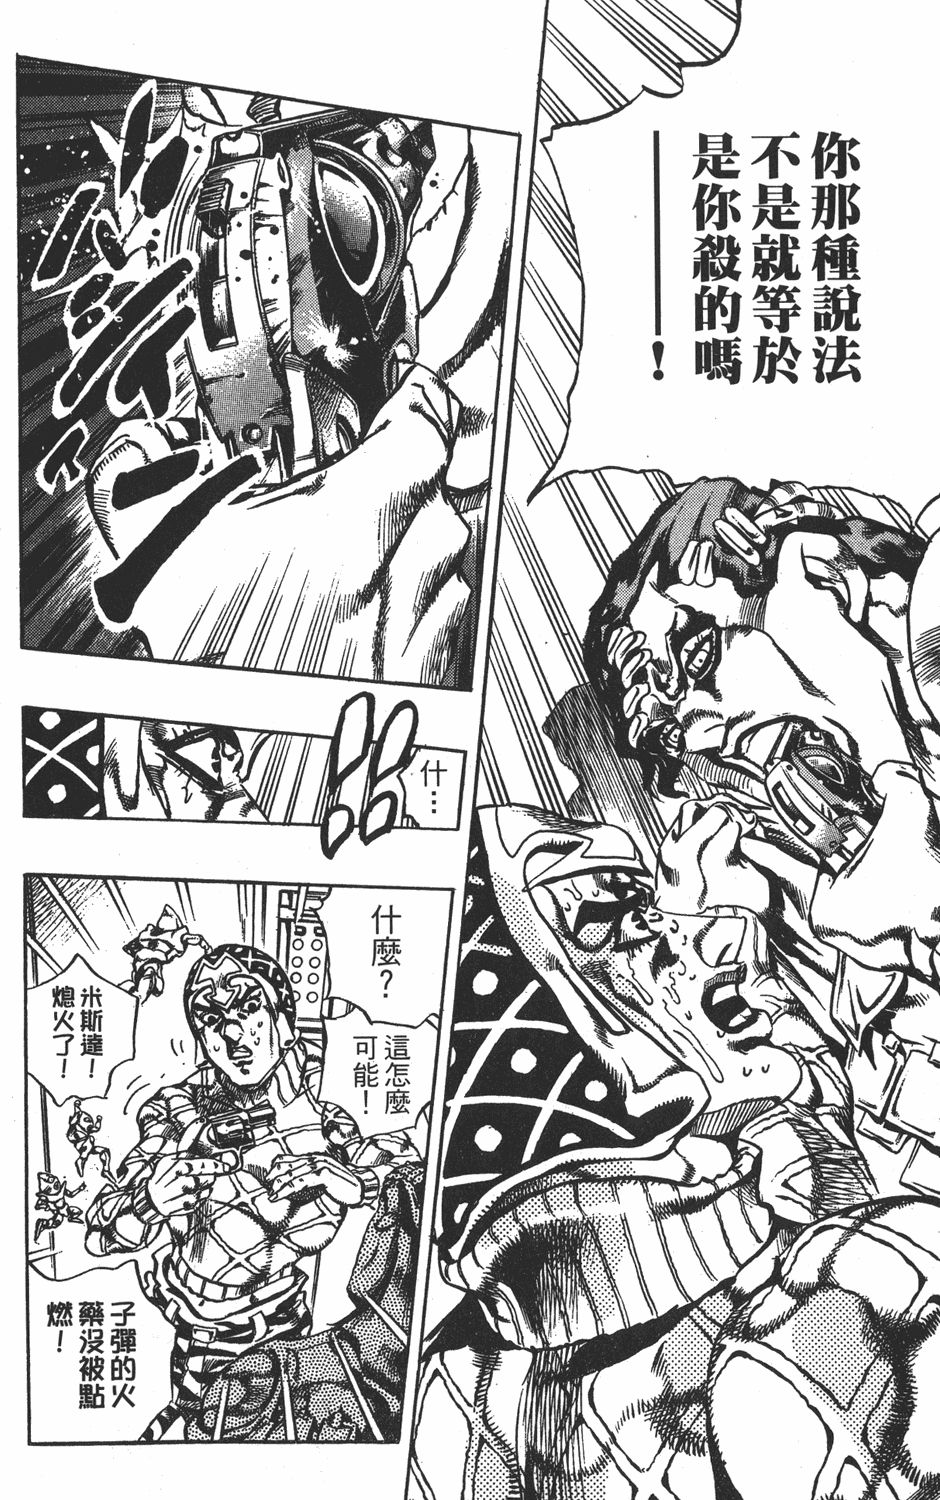 你那種說法
不是就等於
是你殺的嗎
——！
什…
什麼？
這怎麼
可能！
米斯達！
熄火了！
子彈的火
藥沒被點
燃！